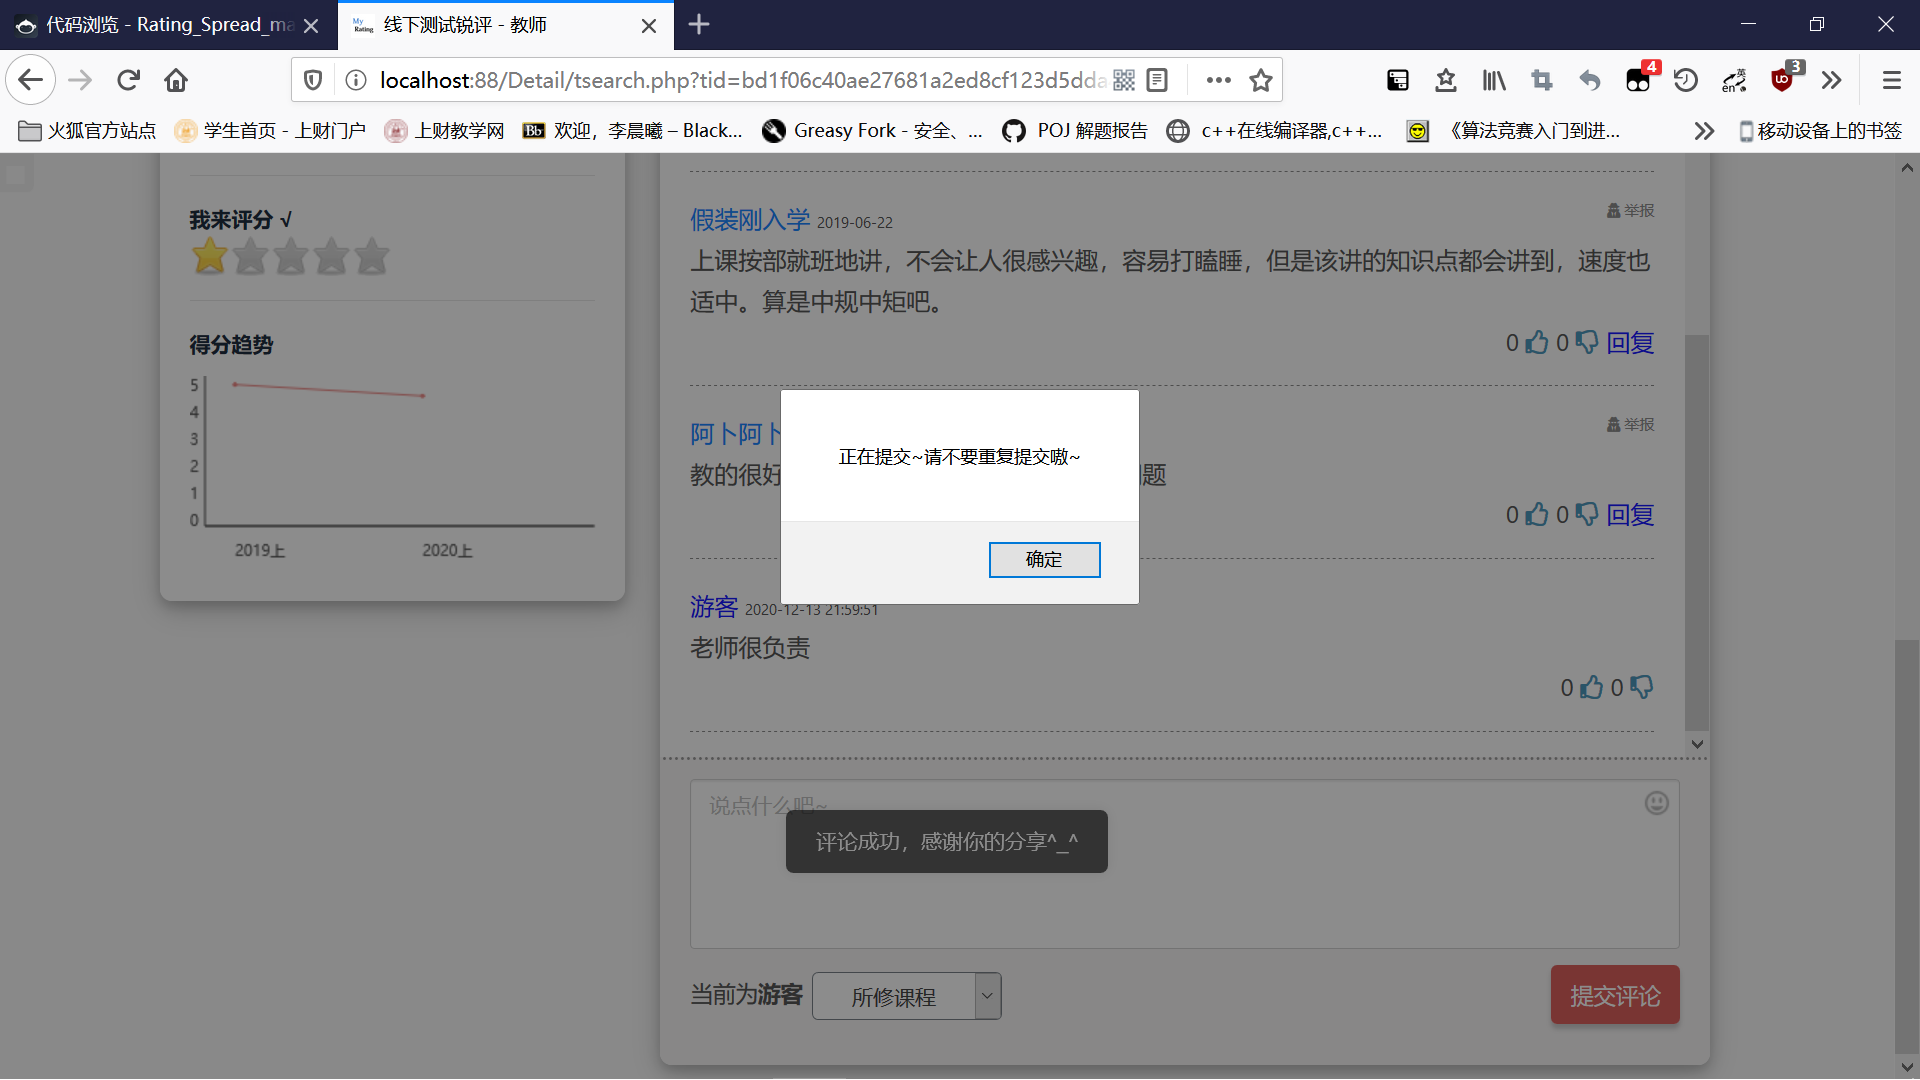 代码浏览 - Rating_Spread_ma
My Rating
线下测试锐评 - 教师
localhost:88/Detail/tsearch.php?tid=bd1f06c40ae27681a2ed8cf123d5dda
4
英
en
uo
3
火狐官方站点
学生首页 - 上财门户
上财教学网
Bb
欢迎，李晨曦 – Black...
Greasy Fork - 安全、...
POJ 解题报告
c++在线编译器,c++...
《算法竞赛入门到进...
移动设备上的书签
我来评分 √
得分趋势
5
4
3
2
1
0
2019上
2020上
假装刚入学 2019-06-22
举报
上课按部就班地讲，不会让人很感兴趣，容易打瞌睡，但是该讲的知识点都会讲到，速度也
适中。算是中规中矩吧。
0 0 回复
阿卜阿卜
举报
教的很好
题
0 0 回复
正在提交~请不要重复提交嗷~
确定
游客 2020-12-13 21:59:51
老师很负责
0 0
说点什么吧~
评论成功，感谢你的分享^_^
当前为游客
所修课程
提交评论